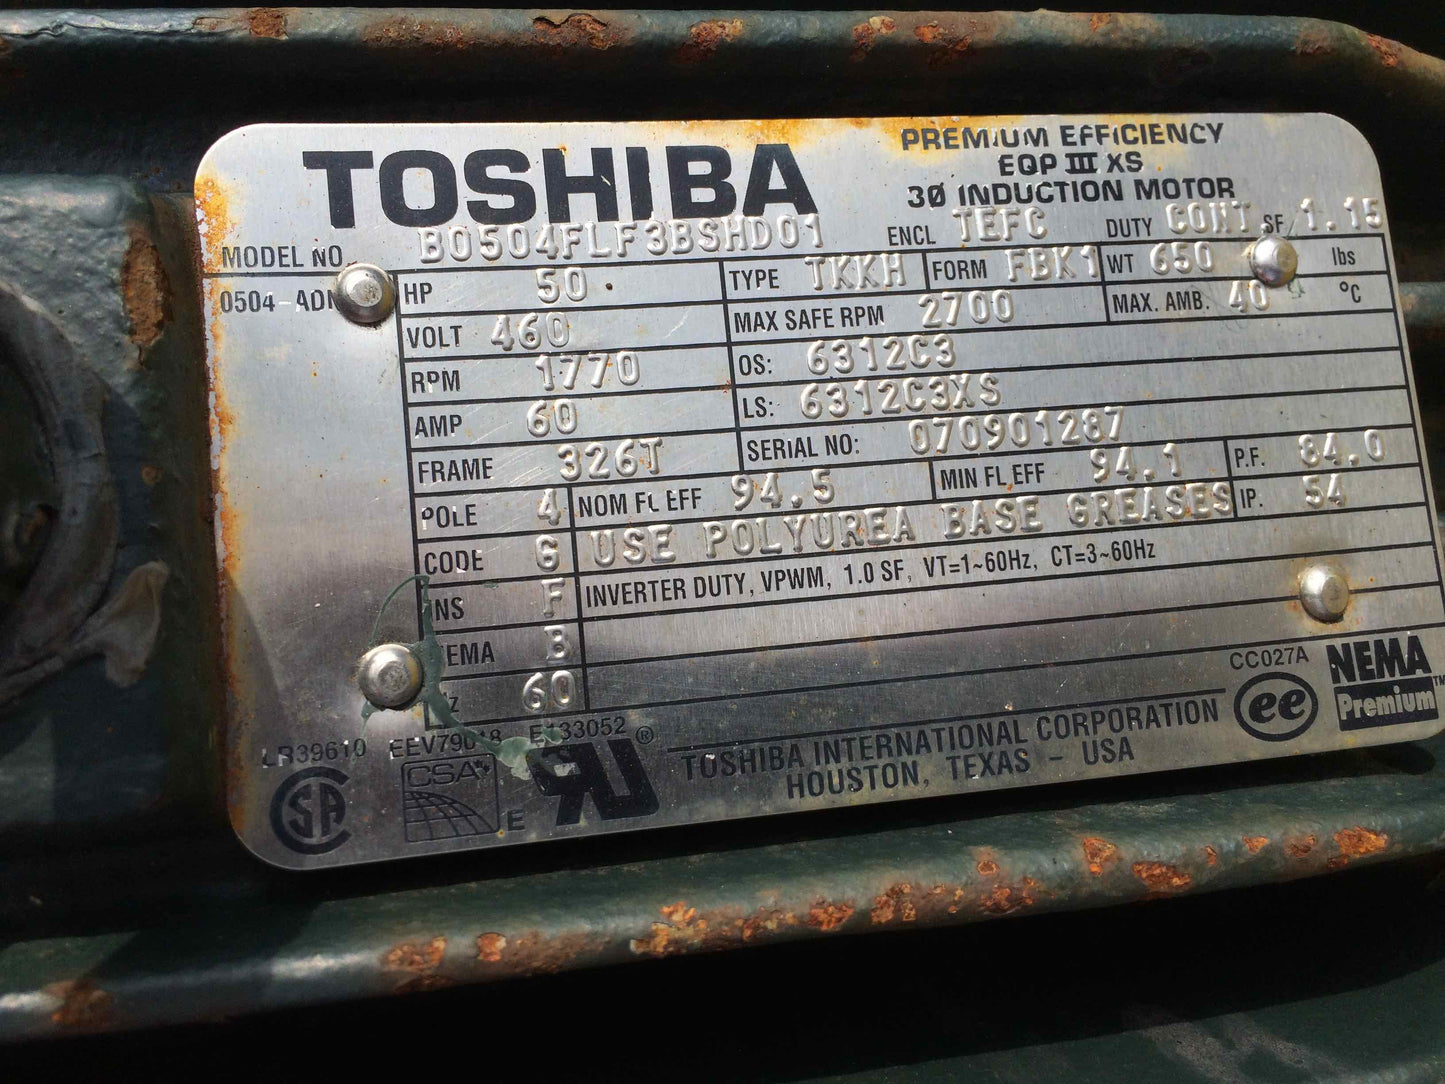 TOSHIBA
PREMIUM EFFICIENCY
EQP III XS
3Ø INDUCTION MOTOR
MODEL NO. B0504FLF3BSHD01 ENCL TEFC DUTY CONT SF 1.15
HP 50 TYPE TKKH FORM FBK1 WT 650 lbs
VOLT 460 MAX SAFE RPM 2700 MAX. AMB. 40 °C
RPM 1770 OS: 6312C3
AMP 60 LS: 6312C3XS
FRAME 326T SERIAL NO: 070901287
POLE 4 NOM FL EFF 94.5 MIN FL EFF 94.1 P.F. 84.0
CODE G USE POLYUREA BASE GREASES IP. 54
INS F INVERTER DUTY, VPWM, 1.0 SF, VT=1~60Hz, CT=3~60Hz
B
60
LR39610 E133052
CC027A
SA
CSA
E
RU®
ee
NEMA
Premium™
TOSHIBA INTERNATIONAL CORPORATION
HOUSTON, TEXAS - USA